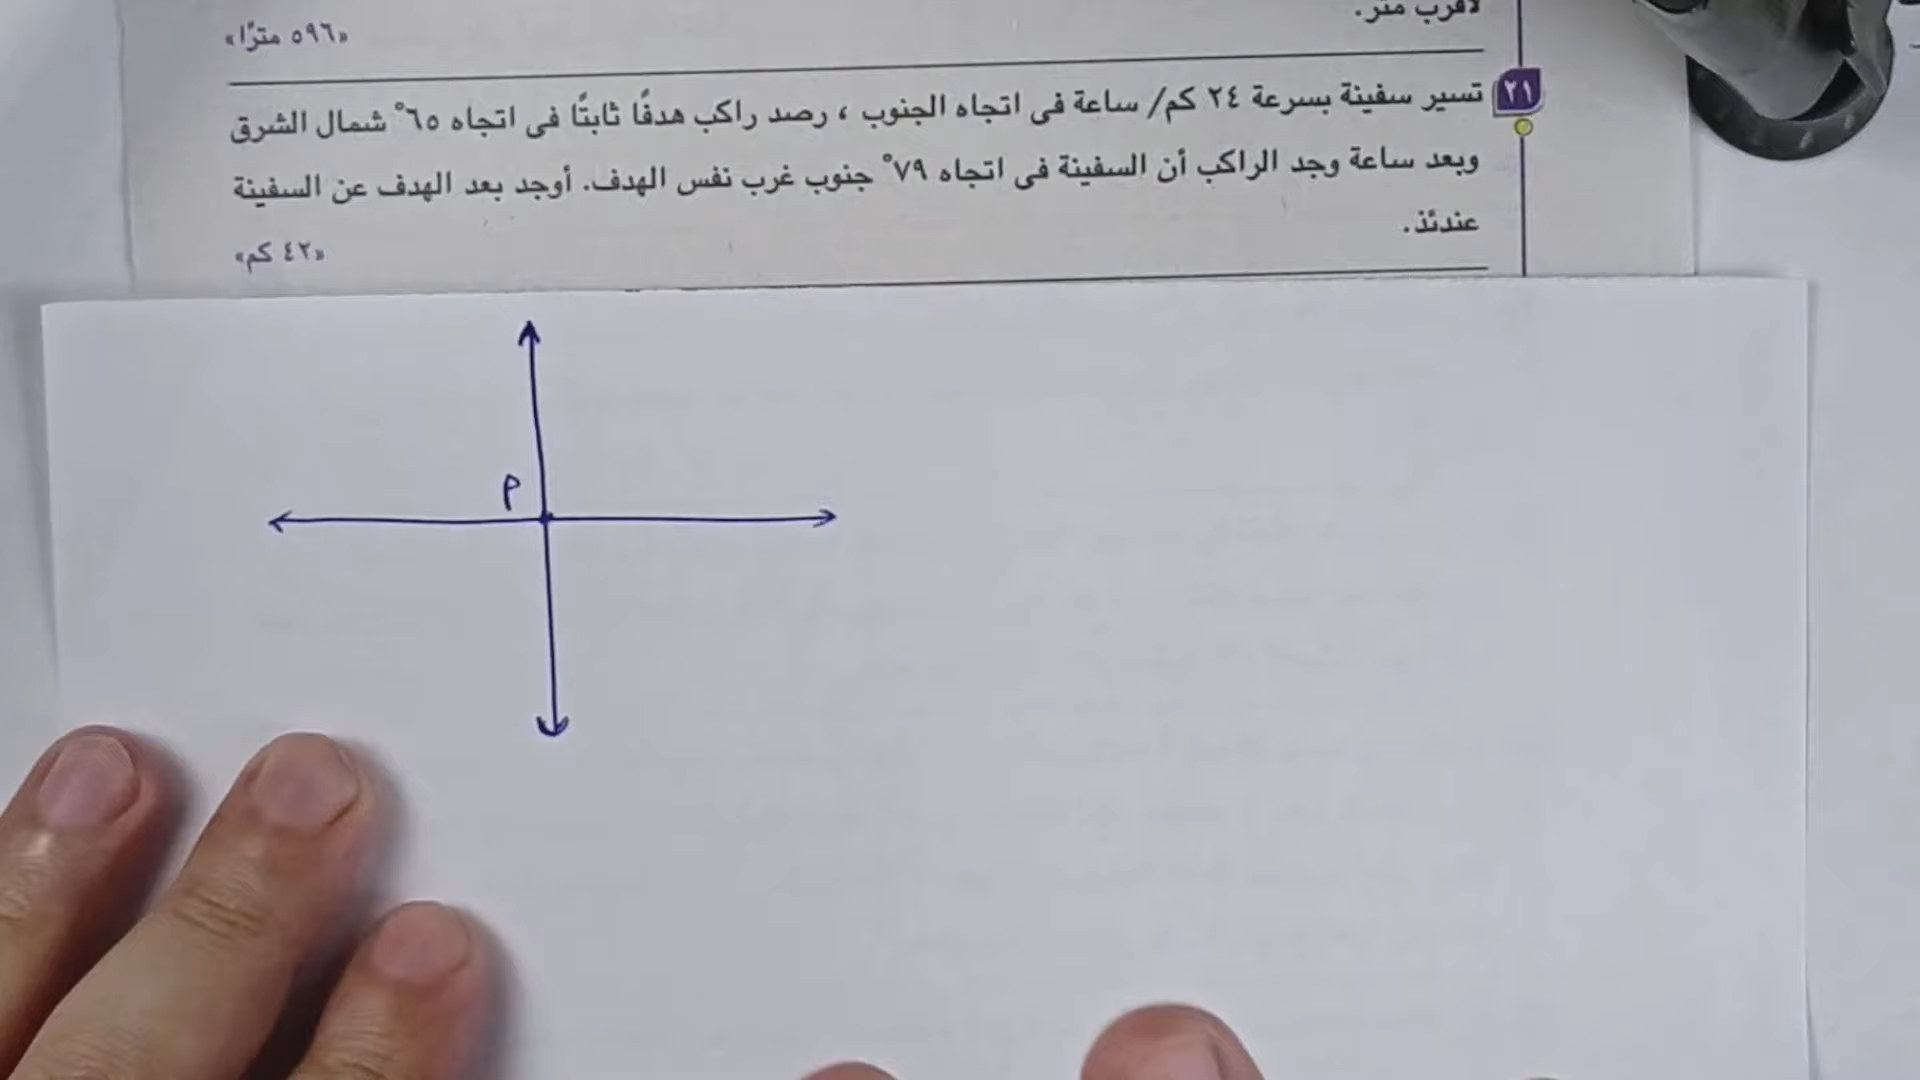 لأقرب متر.
«٥٩٦ مترًا»
٢١ تسير سفينة بسرعة ٢٤ كم/ ساعة فى اتجاه الجنوب ، رصد راكب هدفًا ثابتًا فى اتجاه ٦٥° شمال الشرق
وبعد ساعة وجد الراكب أن السفينة فى اتجاه ٧٩° جنوب غرب نفس الهدف. أوجد بعد الهدف عن السفينة
عندئذ.
«٤٢ كم»
م